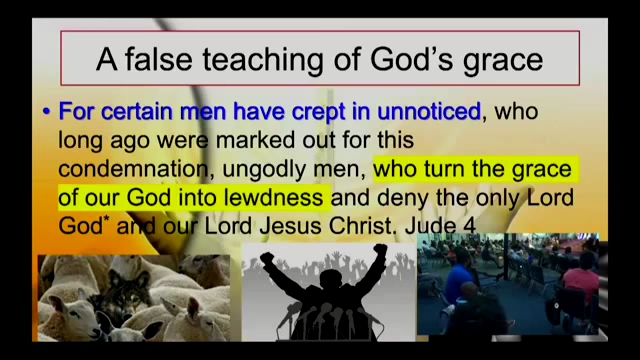 A false teaching of God's grace
• For certain men have crept in unnoticed, who
long ago were marked out for this
condemnation, ungodly men, who turn the grace
of our God into lewdness and deny the only Lord
God* and our Lord Jesus Christ. Jude 4